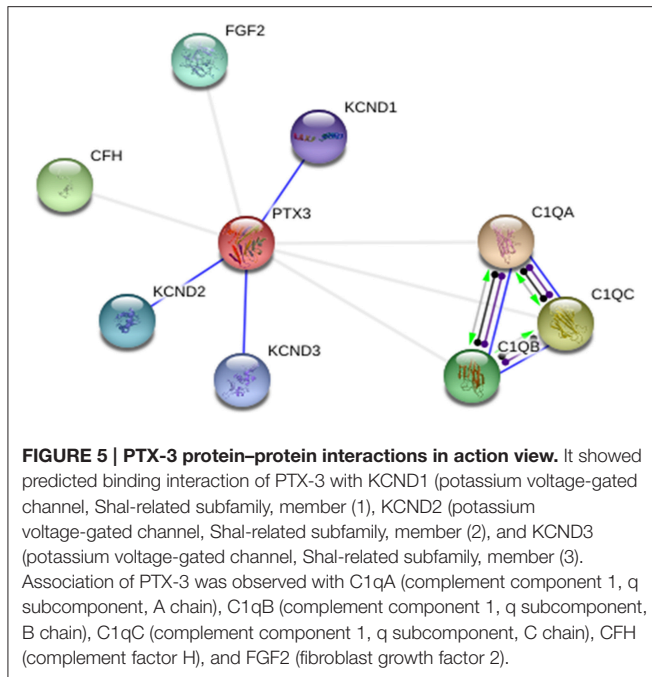 FGF2
KCND1
CFH
PTX3
C1QA
KCND2
C1QC
C1QB
KCND3
FIGURE 5 | PTX-3 protein–protein interactions in action view. It showed
predicted binding interaction of PTX-3 with KCND1 (potassium voltage-gated
channel, Shal-related subfamily, member (1), KCND2 (potassium
voltage-gated channel, Shal-related subfamily, member (2), and KCND3
(potassium voltage-gated channel, Shal-related subfamily, member (3).
Association of PTX-3 was observed with C1qA (complement component 1, q
subcomponent, A chain), C1qB (complement component 1, q subcomponent,
B chain), C1qC (complement component 1, q subcomponent, C chain), CFH
(complement factor H), and FGF2 (fibroblast growth factor 2).